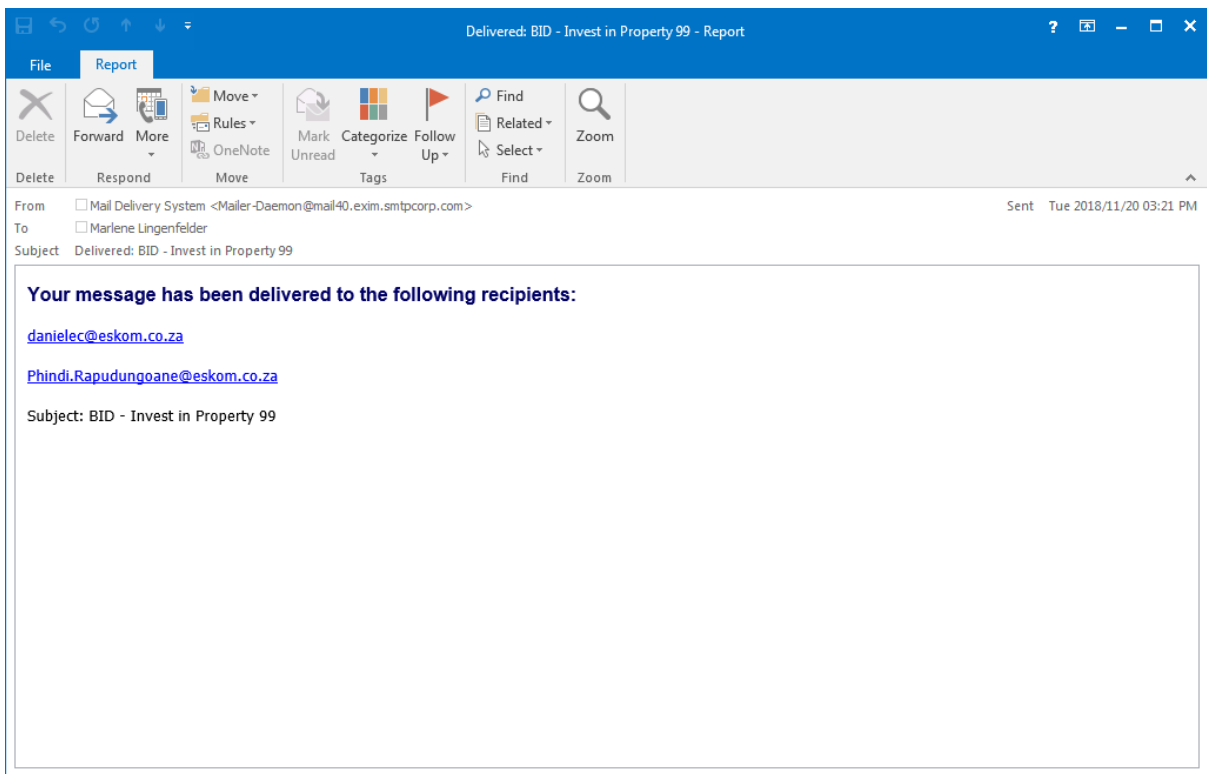 Delivered: BID - Invest in Property 99 - Report
?
File Report
Delete
Forward
More
Move
Rules
OneNote
Mark Unread
Categorize
Follow Up
Find
Related
Select
Zoom
Delete Respond Move Tags Find Zoom
From Mail Delivery System <Mailer-Daemon@mail40.exim.smtpcorp.com> Sent Tue 2018/11/20 03:21 PM
To Marlene Lingenfelder
Subject Delivered: BID - Invest in Property 99
Your message has been delivered to the following recipients:
danielec@eskom.co.za
Phindi.Rapudungoane@eskom.co.za
Subject: BID - Invest in Property 99